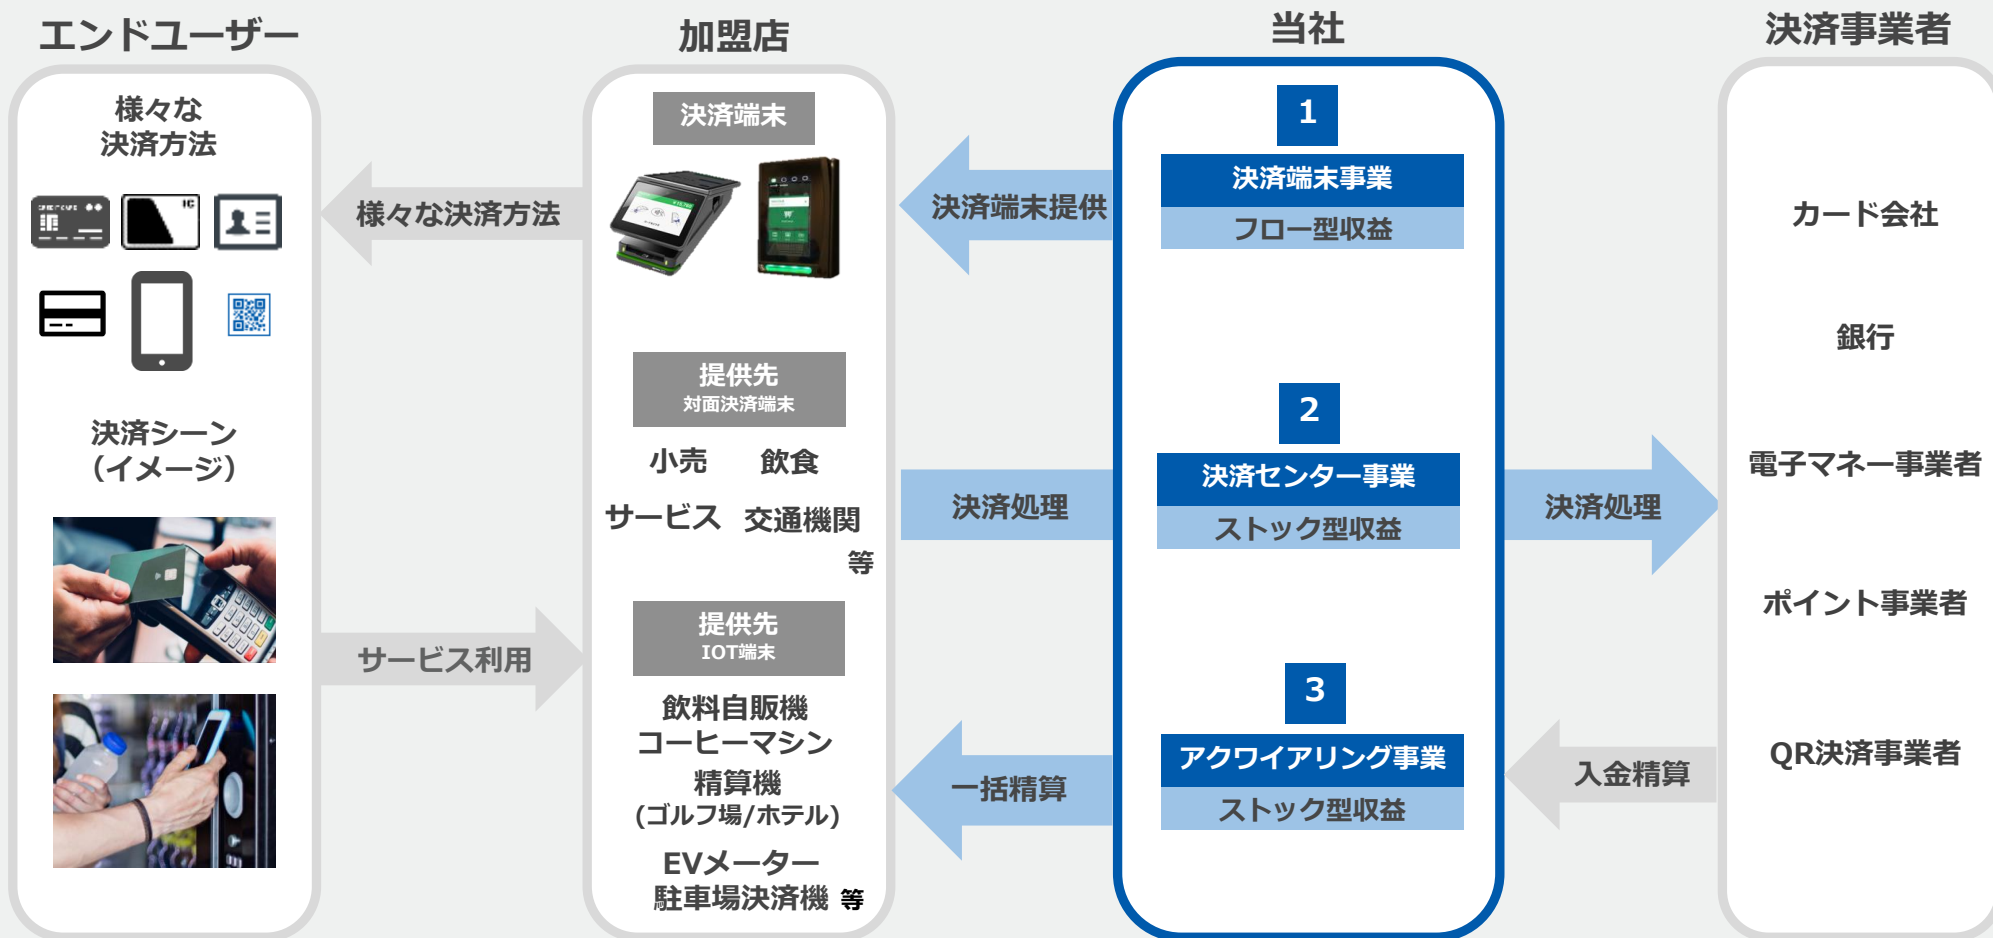 エンドユーザー
様々な
決済方法
IC
決済シーン
（イメージ）
様々な決済方法
サービス利用
加盟店
決済端末
提供先
対面決済端末
小売 飲食
サービス 交通機関
等
提供先
IOT端末
飲料自販機
コーヒーマシン
精算機
(ゴルフ場/ホテル)
EVメーター
駐車場決済機 等
決済端末提供
決済処理
一括精算
当社
1
決済端末事業
フロー型収益
2
決済センター事業
ストック型収益
3
アクワイアリング事業
ストック型収益
決済処理
入金精算
決済事業者
カード会社
銀行
電子マネー事業者
ポイント事業者
QR決済事業者